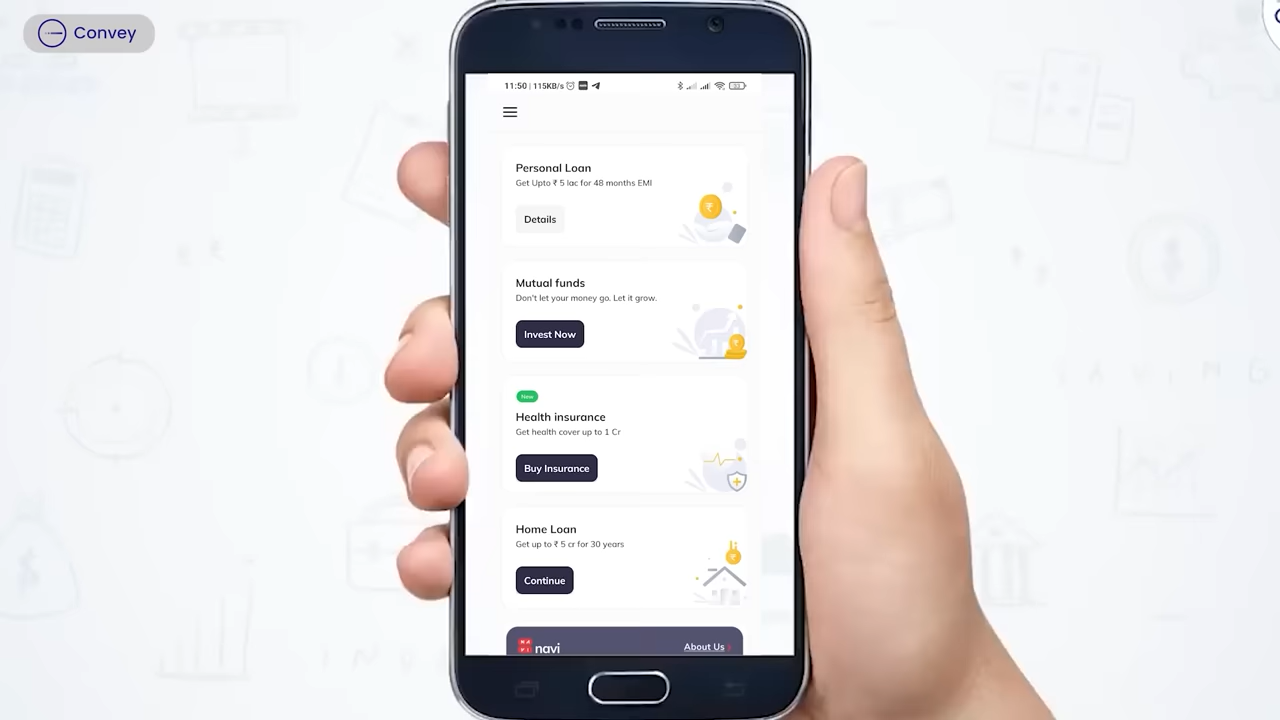 Convey
11:50 | 115KB/s
Personal Loan
Get Upto ₹ 5 lac for 48 months EMI
Details
Mutual funds
Don't let your money go. Let it grow.
Invest Now
New
Health insurance
Get health cover up to 1 Cr
Buy Insurance
Home Loan
Get up to ₹ 5 cr for 30 years
Continue
navi
About Us